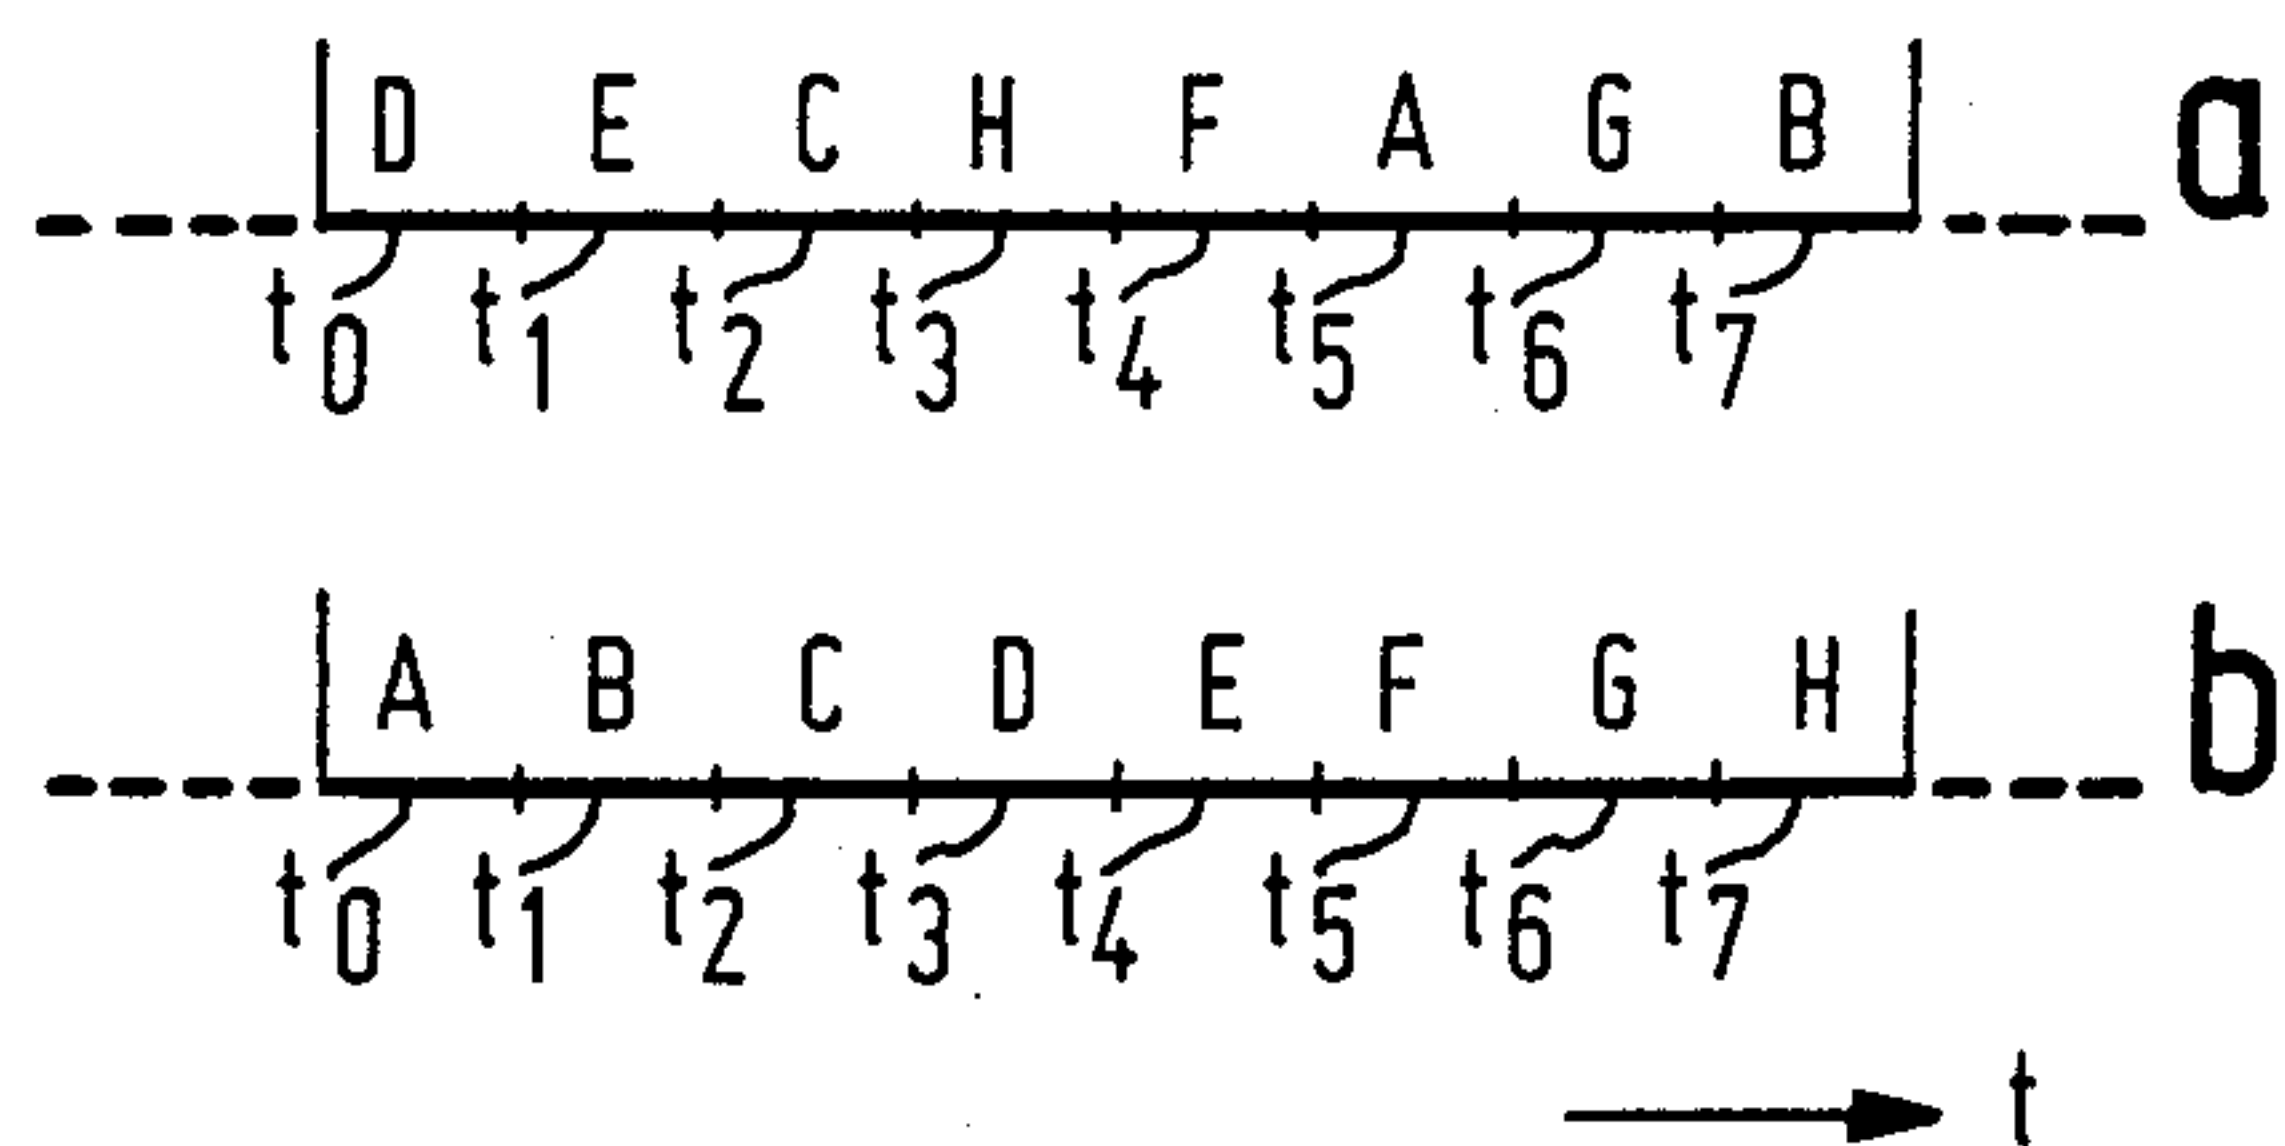 D E C H F A G B a
t0 t1 t2 t3 t4 t5 t6 t7
A B C D E F G H b
t0 t1 t2 t3 t4 t5 t6 t7
t